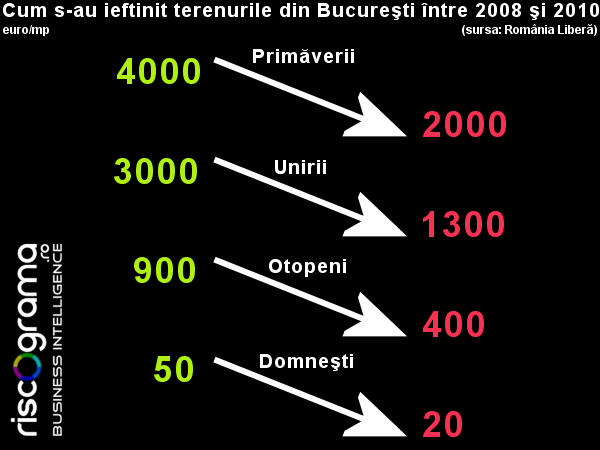 Cum s-au ieftinit terenurile din Bucureşti între 2008 şi 2010
euro/mp
(sursa: România Liberă)
4000
Primăverii
2000
3000
Unirii
1300
900
Otopeni
400
50
Domneşti
20
riscograma.ro
BUSINESS INTELLIGENCE